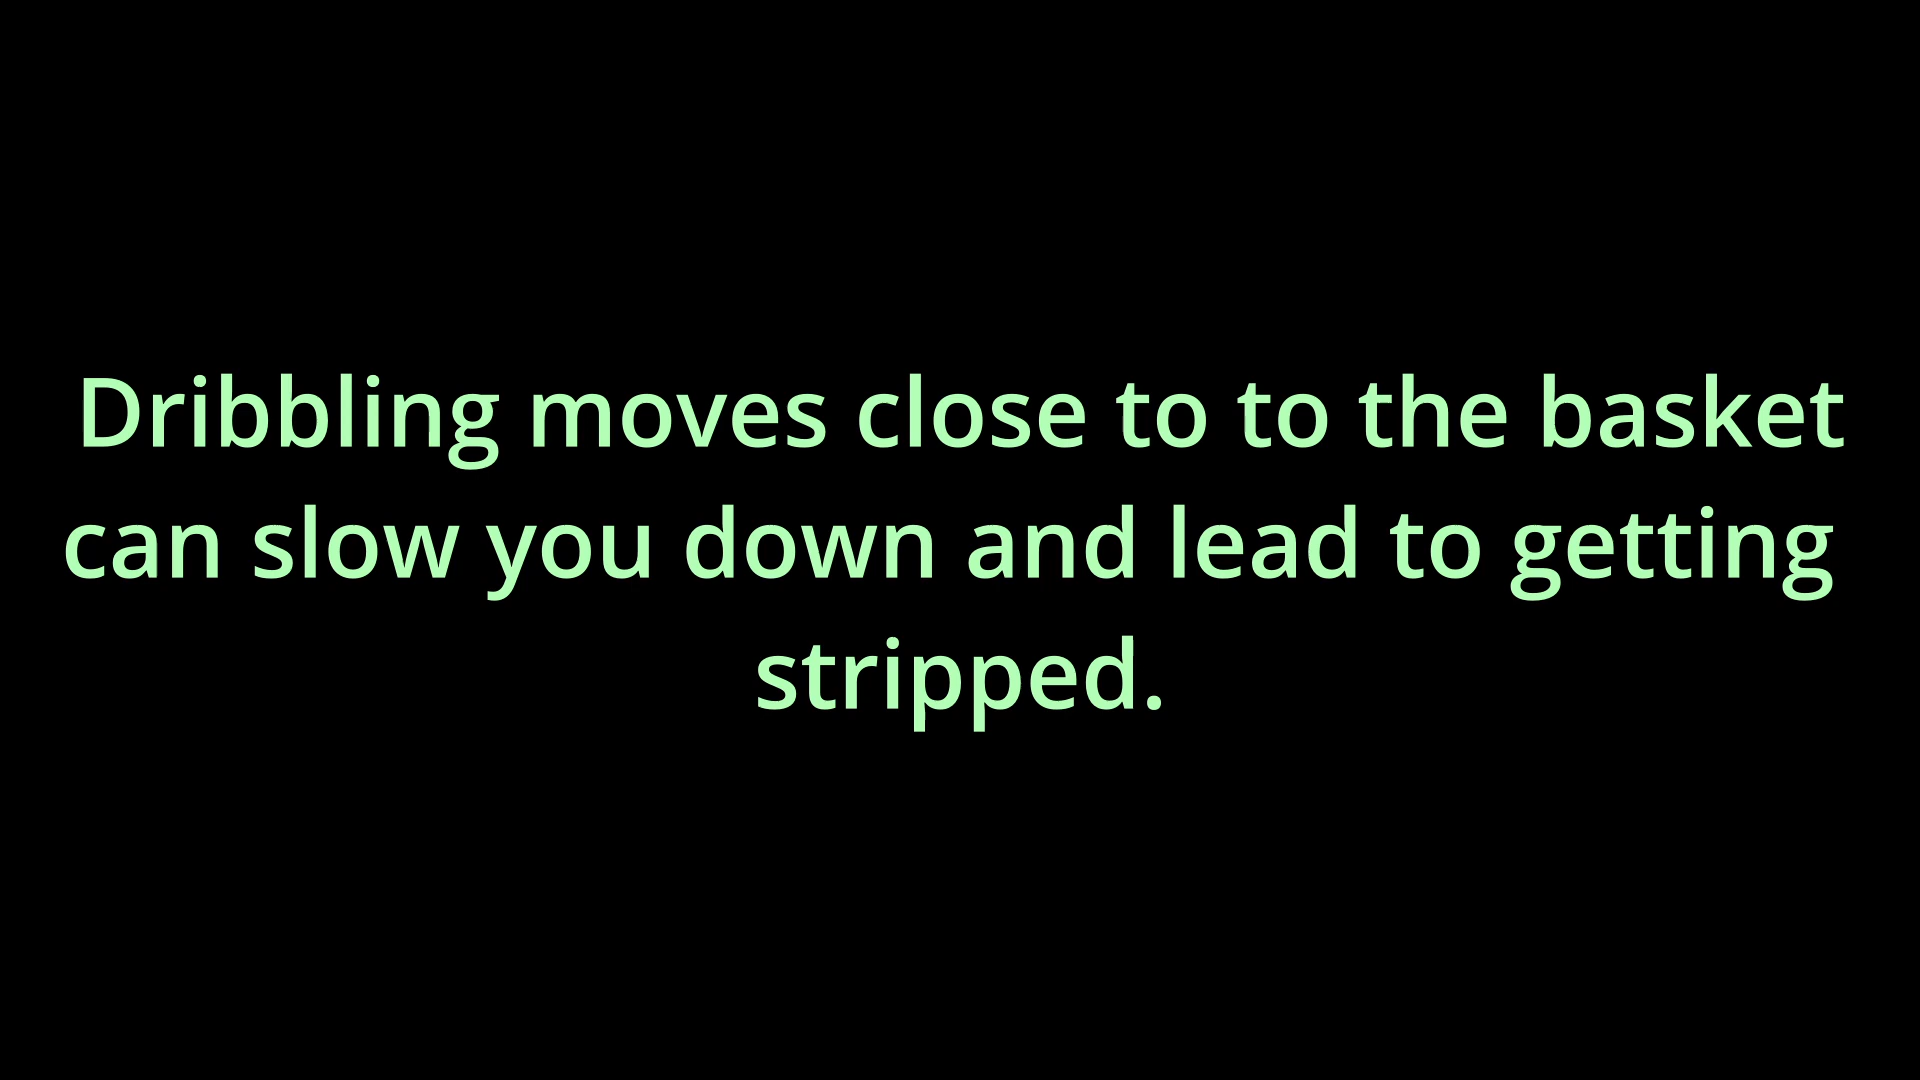 Dribbling moves close to to the basket
can slow you down and lead to getting
stripped.